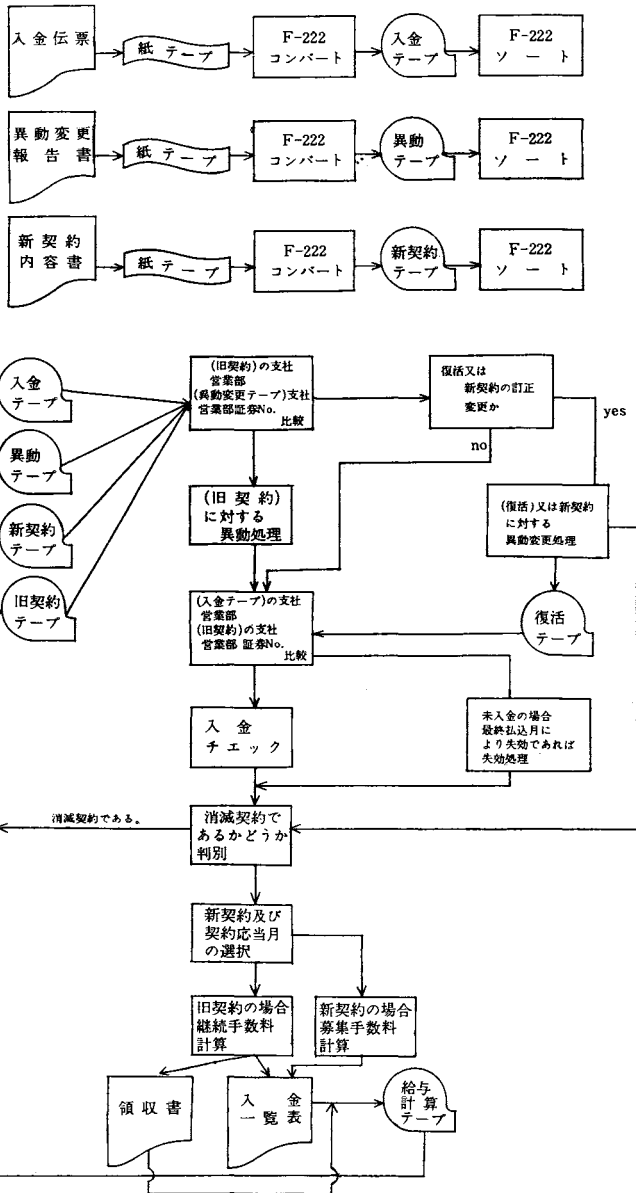 入金伝票
紙テープ
F-222
コンバート
入金
テープ
F-222
ソート
異動変更
報告書
紙テープ
F-222
コンバート
異動
テープ
F-222
ソート
新契約
内容書
紙テープ
F-222
コンバート
新契約
テープ
F-222
ソート
入金
テープ
異動
テープ
新契約
テープ
旧契約
テープ
(旧契約)の支社
営業部
(異動変更テープ)支社
営業部証券No.
比較
復活又は
新契約の訂正
変更か
yes
no
(旧契約)
に対する
異動処理
(復活)又は新契約
に対する
異動変更処理
(入金テープ)の支社
営業部
(旧契約)の支社
営業部 証券No.
比較
復活
テープ
入金
チエック
未入金の場合
最終払込月に
より失効であれば
失効処理
消滅契約である。
消滅契約で
あるかどうか
判別
新契約及び
契約応当月
の選択
旧契約の場合
継続手数料
計算
新契約の場合
募集手数料
計算
領収書
入金
一覧表
給与
計算
テープ